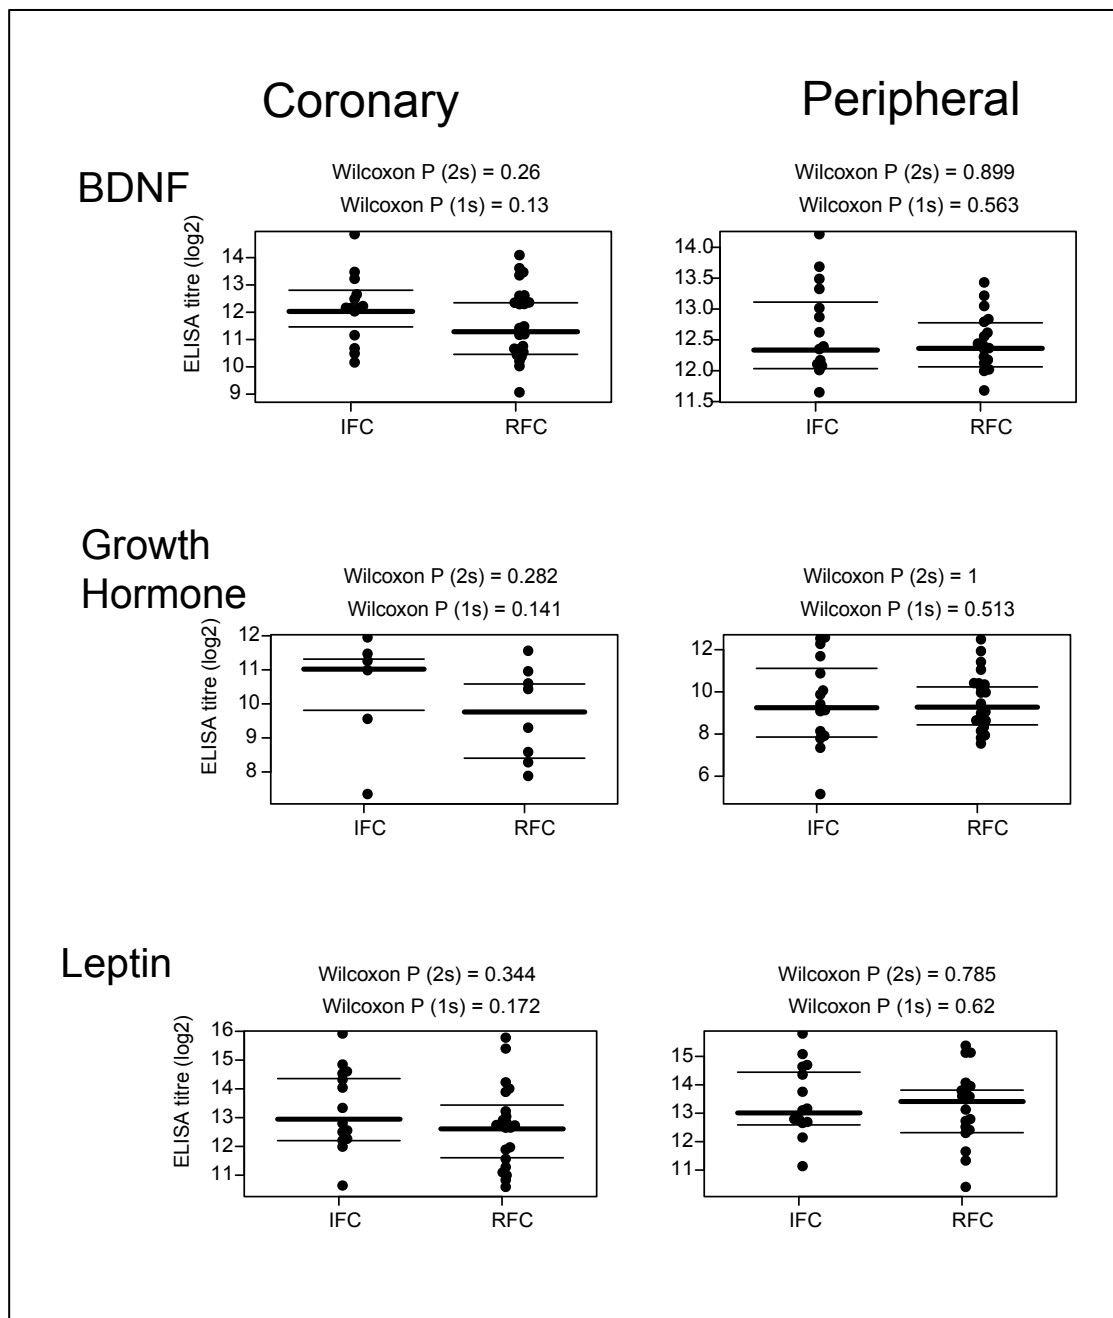 Coronary
Peripheral
BDNF
Wilcoxon P (2s) = 0.26
Wilcoxon P (1s) = 0.13
ELISA titre (log2)
14
13
12
11
10
9
IFC
RFC
Wilcoxon P (2s) = 0.899
Wilcoxon P (1s) = 0.563
14.0
13.5
13.0
12.5
12.0
11.5
IFC
RFC
Growth
Hormone
Wilcoxon P (2s) = 0.282
Wilcoxon P (1s) = 0.141
ELISA titre (log2)
12
11
10
9
8
IFC
RFC
Wilcoxon P (2s) = 1
Wilcoxon P (1s) = 0.513
12
10
8
6
IFC
RFC
Leptin
Wilcoxon P (2s) = 0.344
Wilcoxon P (1s) = 0.172
ELISA titre (log2)
16
15
14
13
12
11
IFC
RFC
Wilcoxon P (2s) = 0.785
Wilcoxon P (1s) = 0.62
15
14
13
12
11
IFC
RFC